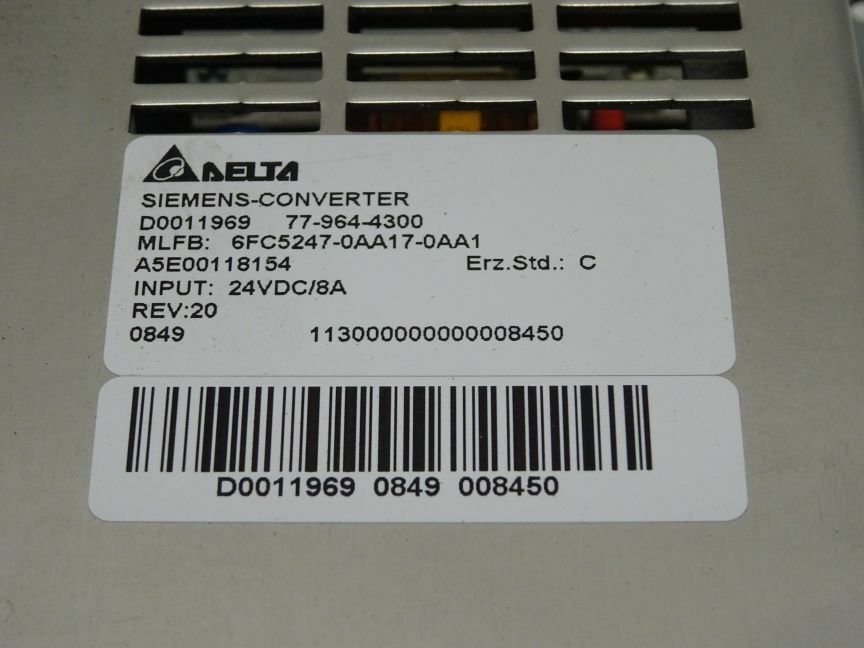 DELTA
SIEMENS-CONVERTER
D0011969 77-964-4300
MLFB: 6FC5247-0AA17-0AA1
A5E00118154 Erz.Std.: C
INPUT: 24VDC/8A
REV:20
0849 113000000000008450
D0011969 0849 008450